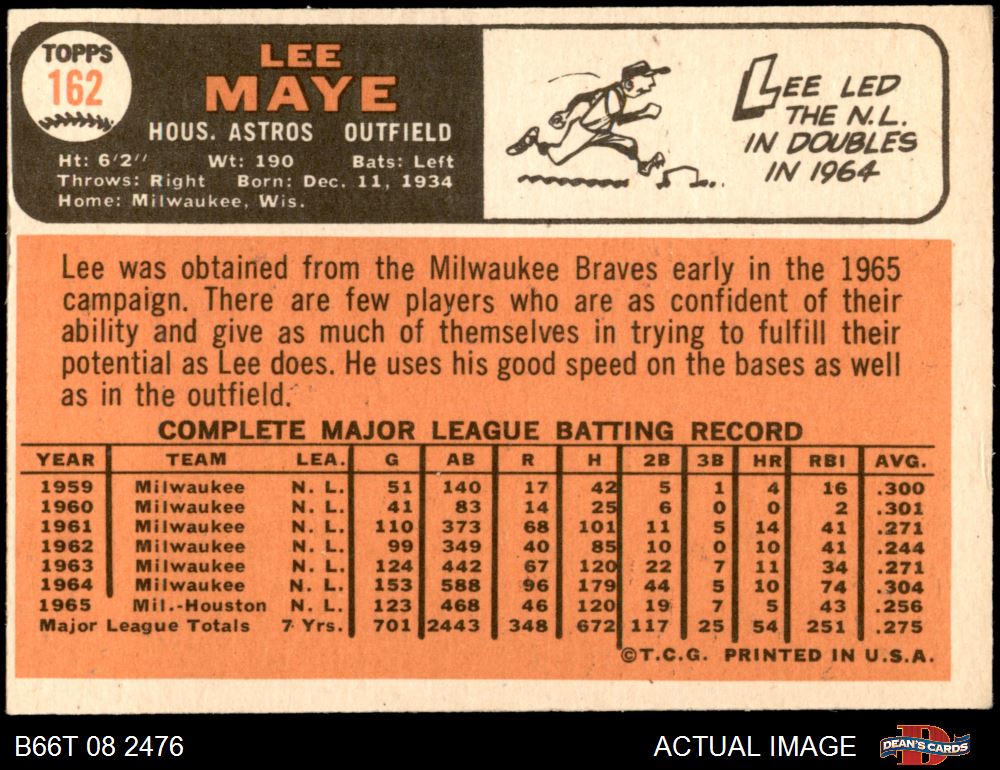 TOPPS
162
LEE
MAYE
HOUS. ASTROS OUTFIELD
Ht: 6'2'' Wt: 190 Bats: Left
Throws: Right Born: Dec. 11, 1934
Home: Milwaukee, Wis.
LEE LED
THE N.L.
IN DOUBLES
IN 1964
Lee was obtained from the Milwaukee Braves early in the 1965
campaign. There are few players who are as confident of their
ability and give as much of themselves in trying to fulfill their
potential as Lee does. He uses his good speed on the bases as well
as in the outfield.
COMPLETE MAJOR LEAGUE BATTING RECORD
YEAR TEAM LEA. G AB R H 2B 3B HR RBI AVG.
1959 Milwaukee N. L. 51 140 17 42 5 1 4 16 .300
1960 Milwaukee N. L. 41 83 14 25 6 0 0 2 .301
1961 Milwaukee N. L. 110 373 68 101 11 5 14 41 .271
1962 Milwaukee N. L. 99 349 40 85 10 0 10 41 .244
1963 Milwaukee N. L. 124 442 67 120 22 7 11 34 .271
1964 Milwaukee N. L. 153 588 96 179 44 5 10 74 .304
1965 Mil.-Houston N. L. 123 468 46 120 19 7 5 43 .256
Major League Totals 7 Yrs. 701 2443 348 672 117 25 54 251 .275
©T.C.G. PRINTED IN U.S.A.
B66T 08 2476 ACTUAL IMAGE DEAN'S CARDS